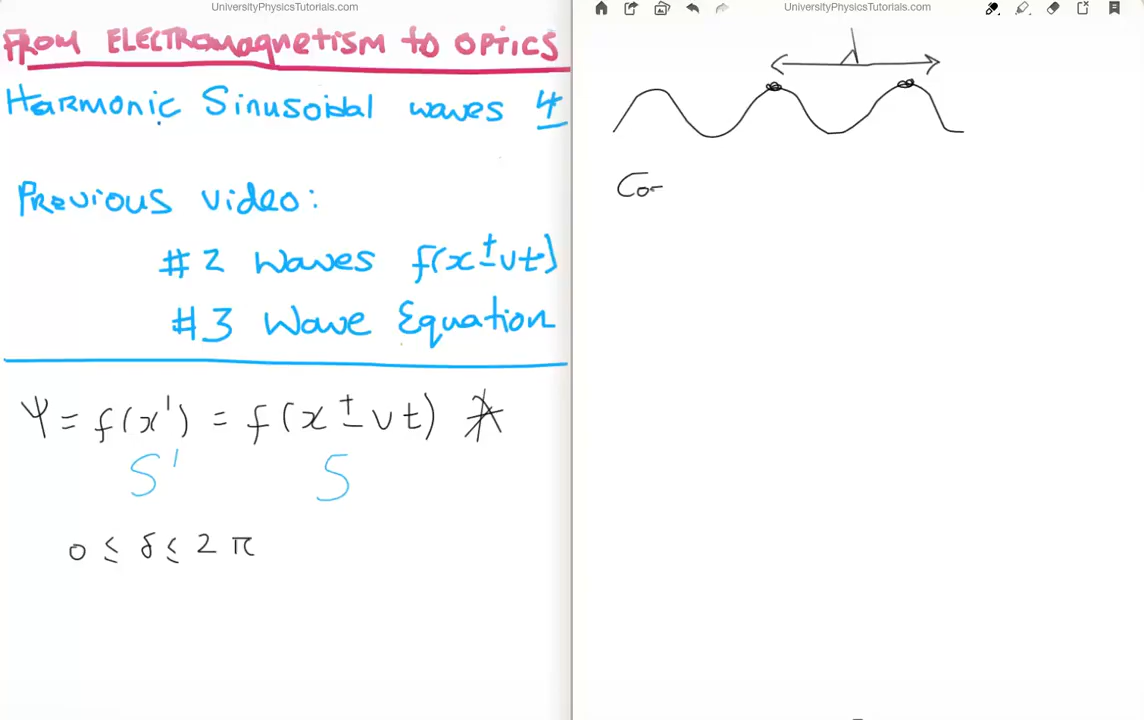 UniversityPhysicsTutorials.com
FROM ELECTROmagnetism to OPTICS
HARMONIC Sinusoidal waves 4
PREVIOUS video:
#2 Waves f(x±vt)
#3 Wave Equation
Ψ = f(x') = f(x ± vt) *
S' S
0 ≤ δ ≤ 2π
UniversityPhysicsTutorials.com
λ